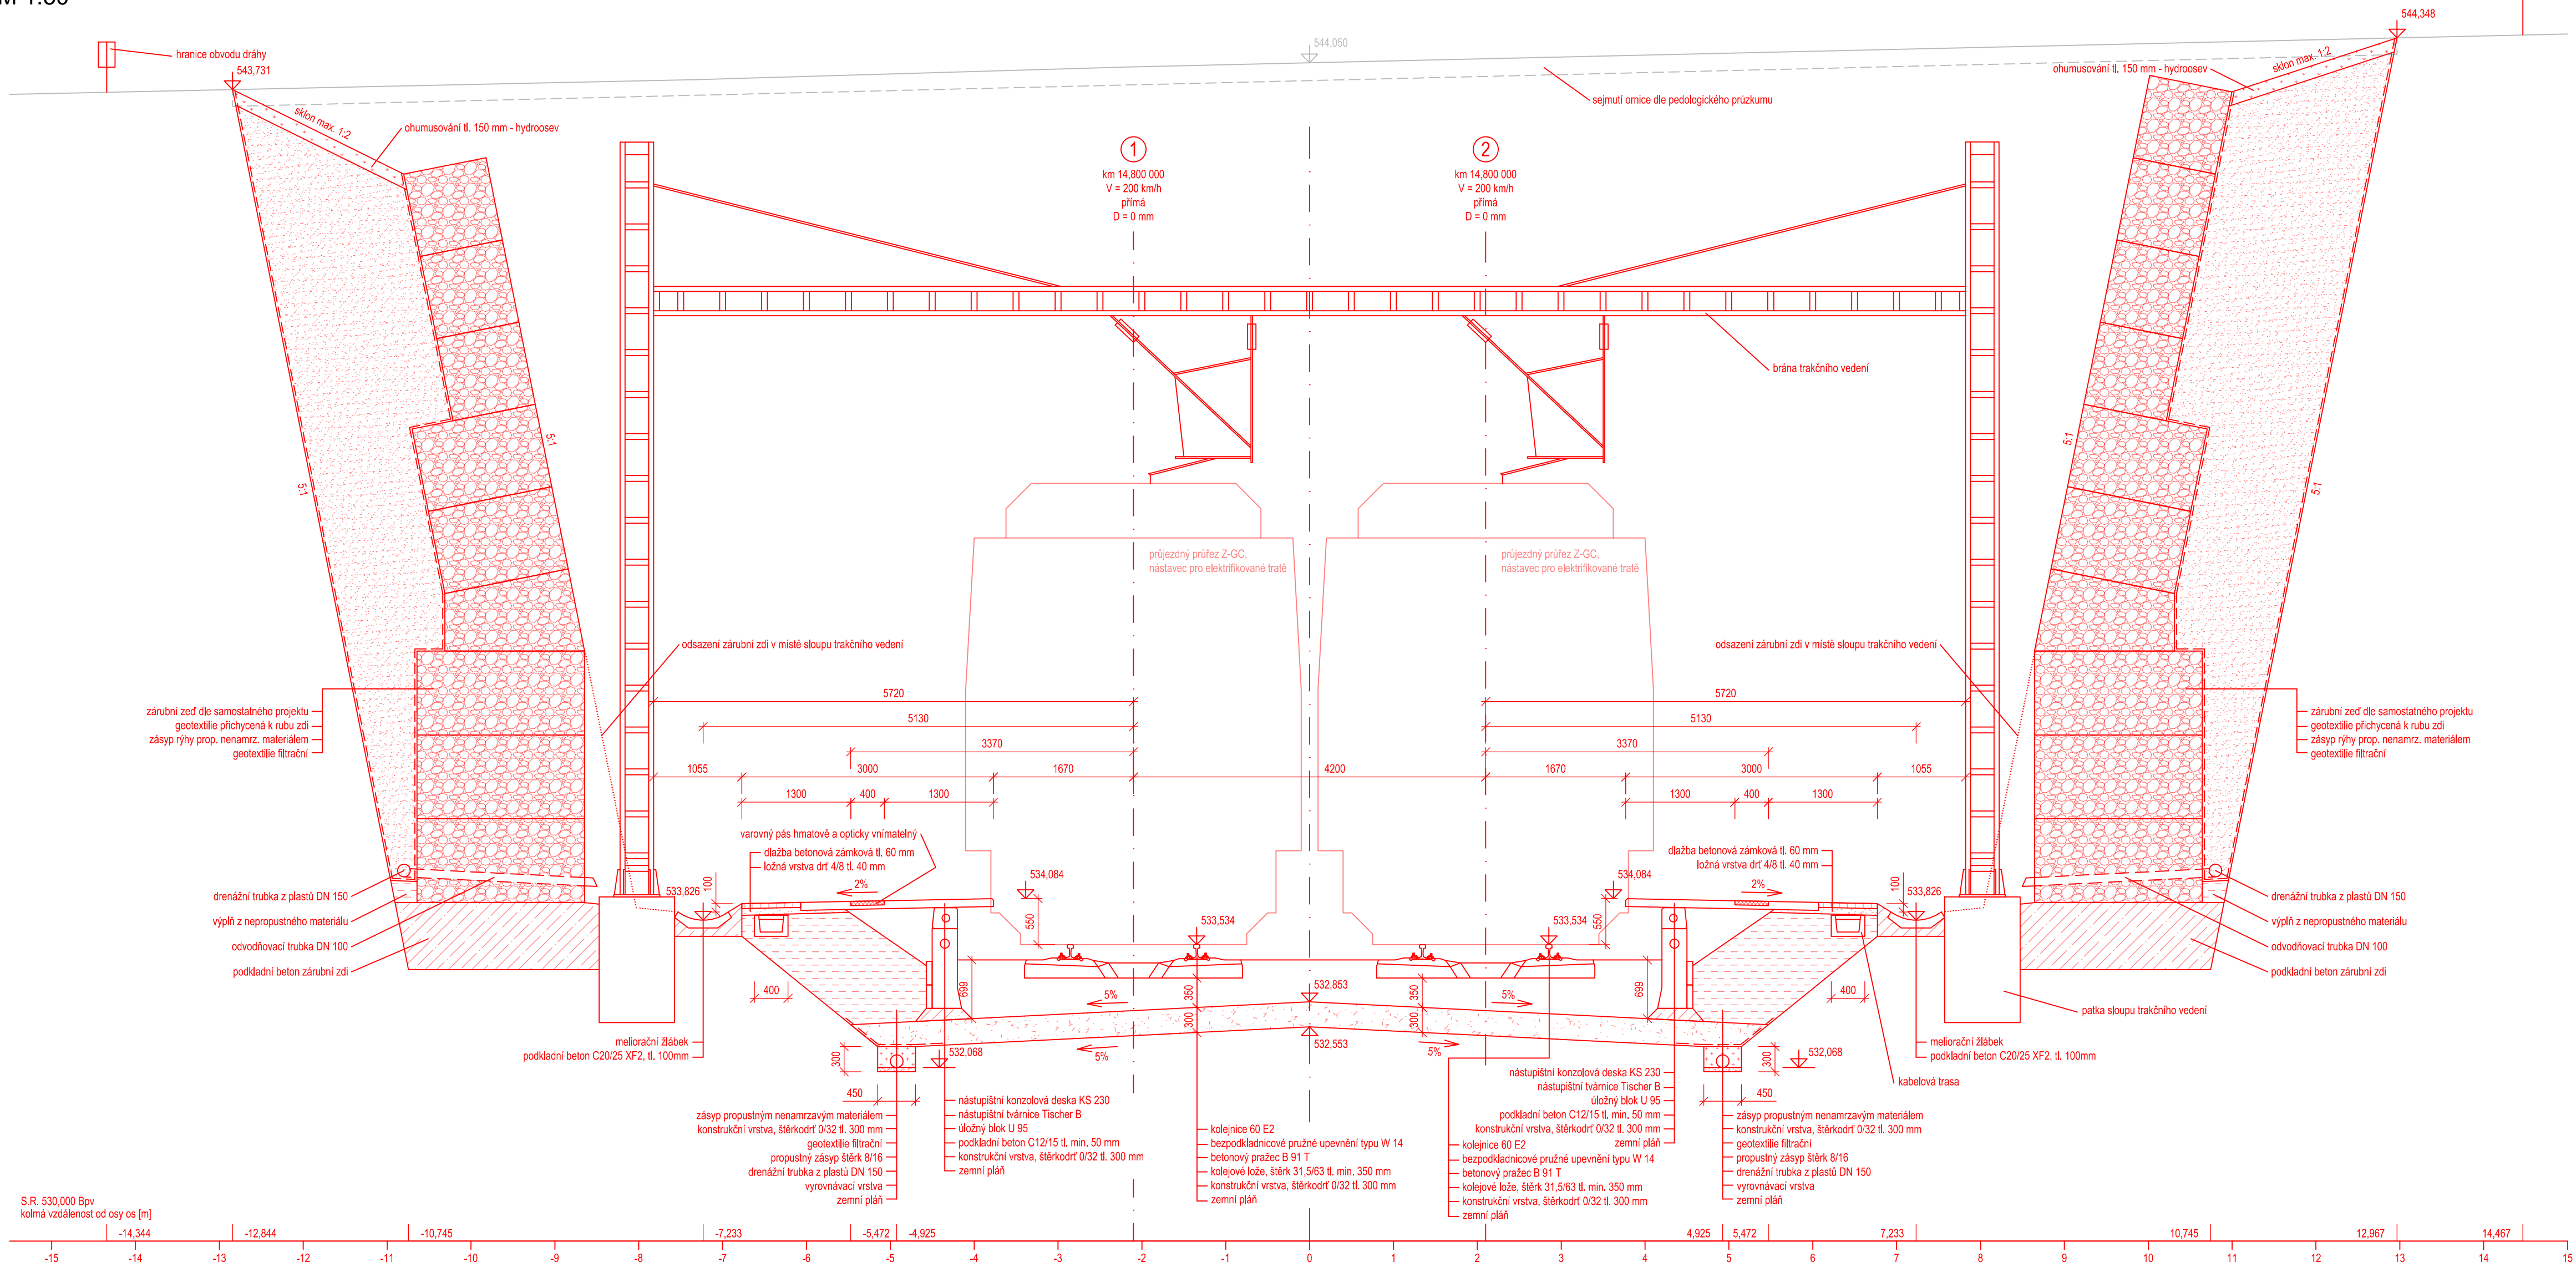 544,348
hranice obvodu dráhy
543,731
544,050
sklon max. 1:2
ohumusování tl. 150 mm - hydroosev
sejmutí ornice dle pedologického průzkumu
ohumusování tl. 150 mm - hydroosev
sklon max. 1:2
1
km 14,800 000
V = 200 km/h
přímá
D = 0 mm
2
km 14,800 000
V = 200 km/h
přímá
D = 0 mm
brána trakčního vedení
5:1
5:1
5:1
5:1
průjezdný průřez Z-GC,
nástavec pro elektrifikované tratě
průjezdný průřez Z-GC,
nástavec pro elektrifikované tratě
odsazení zárubní zdi v místě sloupu trakčního vedení
odsazení zárubní zdi v místě sloupu trakčního vedení
5720
5720
5130
5130
3370
3370
1055
3000
1670
4200
1670
3000
1055
1300
400
1300
1300
400
1300
zárubní zeď dle samostatného projektu
geotextilie přichycená k rubu zdi
zásyp rýhy prop. nenamrz. materiálem
geotextilie filtrační
zárubní zeď dle samostatného projektu
geotextilie přichycená k rubu zdi
zásyp rýhy prop. nenamrz. materiálem
geotextilie filtrační
varovný pás hmatově a opticky vnímatelný
dlažba betonová zámková tl. 60 mm
ložná vrstva drť 4/8 tl. 40 mm
dlažba betonová zámková tl. 60 mm
ložná vrstva drť 4/8 tl. 40 mm
533,826
100
2%
534,084
550
533,534
533,534
534,084
550
2%
100
533,826
drenážní trubka z plastů DN 150
výplň z nepropustného materiálu
odvodňovací trubka DN 100
podkladní beton zárubní zdi
drenážní trubka z plastů DN 150
výplň z nepropustného materiálu
odvodňovací trubka DN 100
podkladní beton zárubní zdi
patka sloupu trakčního vedení
400
699
5%
350
300
532,853
532,553
350
300
5%
699
400
5%
5%
meliorační žlábek
podkladní beton C20/25 XF2, tl. 100mm
300
450
532,068
300
450
532,068
meliorační žlábek
podkladní beton C20/25 XF2, tl. 100mm
kabelová trasa
zásyp propustným nenamrzavým materiálem
konstrukční vrstva, štěrkodrť 0/32 tl. 300 mm
geotextilie filtrační
propustný zásyp štěrk 8/16
drenážní trubka z plastů DN 150
vyrovnávací vrstva
zemní pláň
nástupištní konzolová deska KS 230
nástupištní tvárnice Tischer B
úložný blok U 95
podkladní beton C12/15 tl. min. 50 mm
konstrukční vrstva, štěrkodrť 0/32 tl. 300 mm
zemní pláň
kolejnice 60 E2
bezpodkladnicové pružné upevnění typu W 14
betonový pražec B 91 T
kolejové lože, štěrk 31,5/63 tl. min. 350 mm
konstrukční vrstva, štěrkodrť 0/32 tl. 300 mm
zemní pláň
nástupištní konzolová deska KS 230
nástupištní tvárnice Tischer B
úložný blok U 95
podkladní beton C12/15 tl. min. 50 mm
konstrukční vrstva, štěrkodrť 0/32 tl. 300 mm
zemní pláň
kolejnice 60 E2
bezpodkladnicové pružné upevnění typu W 14
betonový pražec B 91 T
kolejové lože, štěrk 31,5/63 tl. min. 350 mm
konstrukční vrstva, štěrkodrť 0/32 tl. 300 mm
zemní pláň
zásyp propustným nenamrzavým materiálem
konstrukční vrstva, štěrkodrť 0/32 tl. 300 mm
geotextilie filtrační
propustný zásyp štěrk 8/16
drenážní trubka z plastů DN 150
vyrovnávací vrstva
zemní pláň
S.R. 530,000 Bpv
kolmá vzdálenost od osy os [m]
-14,344 -12,844 -10,745 -7,233 -5,472 -4,925 4,925 5,472 7,233 10,745 12,967 14,467
-15 -14 -13 -12 -11 -10 -9 -8 -7 -6 -5 -4 -3 -2 -1 0 1 2 3 4 5 6 7 8 9 10 11 12 13 14 15